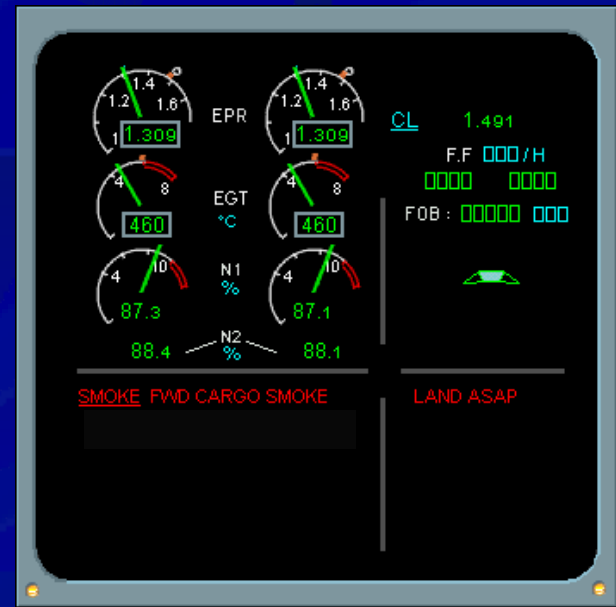 1.4 1.4
1.2 1.6 EPR 1.2 1.6
1 1.309 1 1.309
CL 1.491
F.F □□□/H
□□□□ □□□□
FOB : □□□□□ □□□
4 8 EGT 4 8
460 °C 460
4 10 N1 4 10
87.3 % 87.1
88.4 N2 88.1
%
SMOKE FWD CARGO SMOKE
LAND ASAP